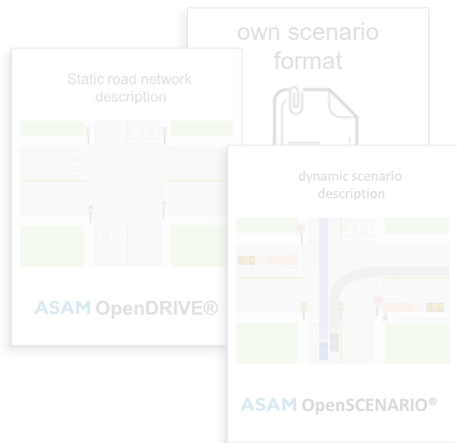 own scenario
format
Static road network
description
ASAM OpenDRIVE®
dynamic scenario
description
ASAM OpenSCENARIO®